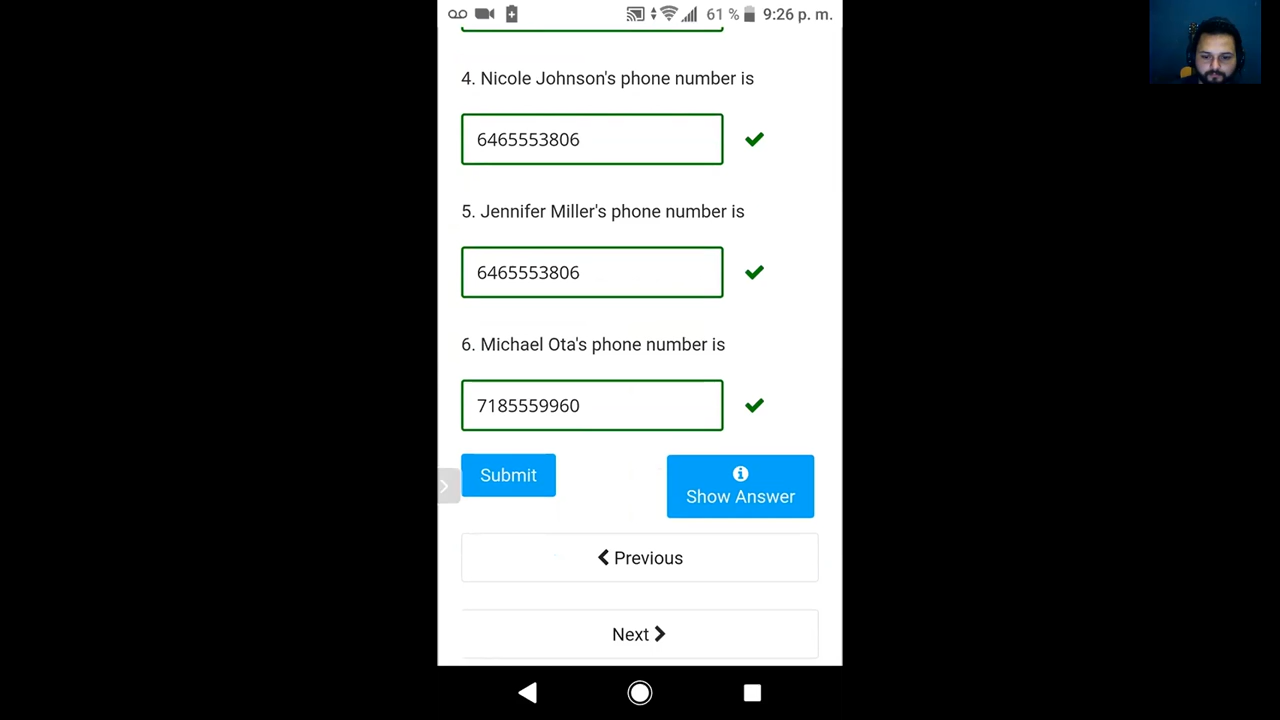 61 % 9:26 p. m.
4. Nicole Johnson's phone number is
6465553806
5. Jennifer Miller's phone number is
6465553806
6. Michael Ota's phone number is
7185559960
Submit
Show Answer
Previous
Next